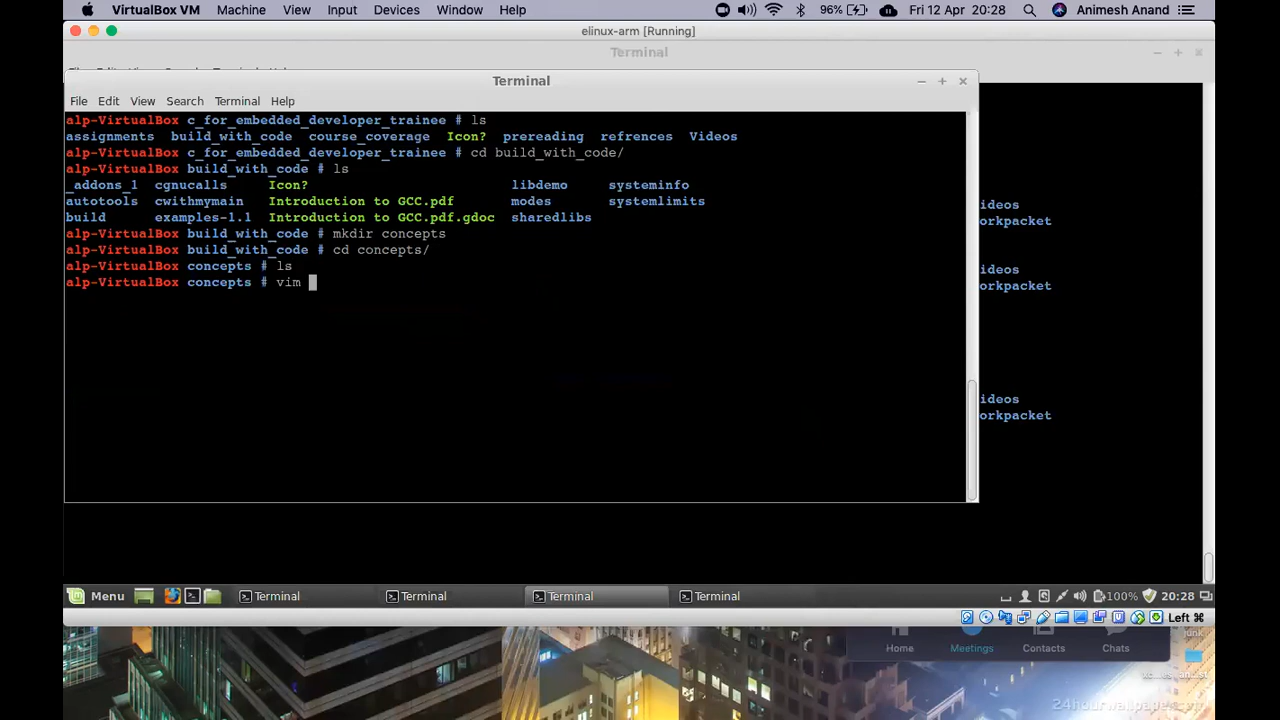 VirtualBox VM Machine View Input Devices Window Help 96% Fri 12 Apr 20:28 Animesh Anand
elinux-arm [Running]
Terminal
Terminal
File Edit View Search Terminal Help
alp-VirtualBox c_for_embedded_developer_trainee # ls
assignments build_with_code course_coverage Icon? prereading refrences Videos
alp-VirtualBox c_for_embedded_developer_trainee # cd build_with_code/
alp-VirtualBox build_with_code # ls
_addons_1 cgnucalls Icon? libdemo systeminfo
autotools cwithmymain Introduction to GCC.pdf modes systemlimits
build examples-1.1 Introduction to GCC.pdf.gdoc sharedlibs
alp-VirtualBox build_with_code # mkdir concepts
alp-VirtualBox build_with_code # cd concepts/
alp-VirtualBox concepts # ls
alp-VirtualBox concepts # vim
ideos
orkpacket
ideos
orkpacket
ideos
orkpacket
Menu Terminal Terminal Terminal Terminal 100% 20:28
Left ⌘
junk
Home Meetings Contacts Chats
24hourwallpaper